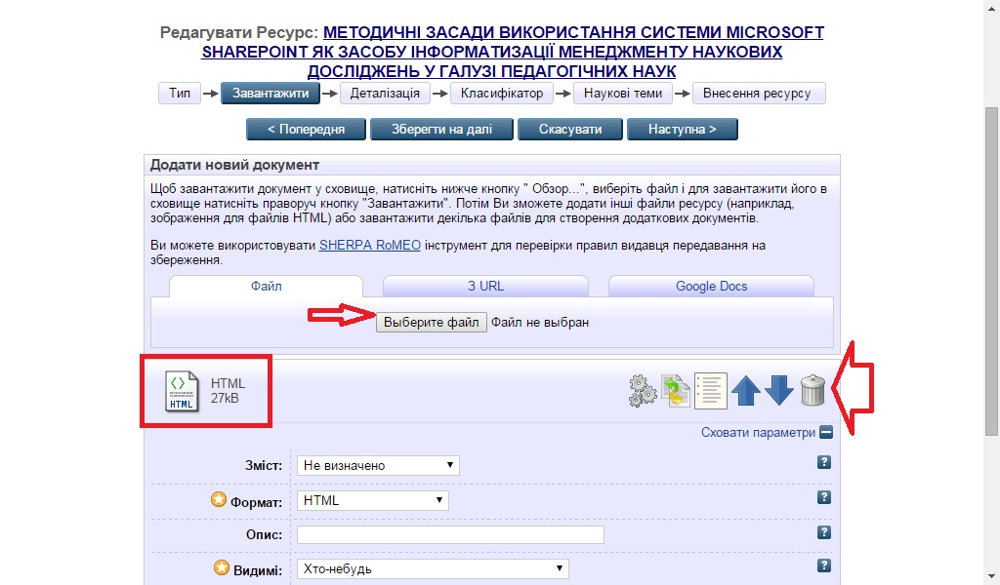 Редагувати Ресурс: МЕТОДИЧНІ ЗАСАДИ ВИКОРИСТАННЯ СИСТЕМИ MICROSOFT
SHAREPOINT ЯК ЗАСОБУ ІНФОРМАТИЗАЦІЇ МЕНЕДЖМЕНТУ НАУКОВИХ
ДОСЛІДЖЕНЬ У ГАЛУЗІ ПЕДАГОГІЧНИХ НАУК
Тип Завантажити Деталізація Класифікатор Наукові теми Внесення ресурсу
< Попередня Зберегти на далі Скасувати Наступна >
Додати новий документ
Щоб завантажити документ у сховище, натисніть нижче кнопку " Обзор...", виберіть файл і для завантажити його в
сховище натисніть праворуч кнопку "Завантажити". Потім Ви зможете додати інші файли ресурсу (наприклад,
зображення для файлів HTML) або завантажити декілька файлів для створення додаткових документів.
Ви можете використовувати SHERPA RoMEO інструмент для перевірки правил видавця передавання на
збереження.
Файл З URL Google Docs
Выберите файл Файл не выбран
HTML
HTML
27kB
Сховати параметри
Зміст: Не визначено ?
Формат: HTML ?
Опис: ?
Видимі: Хто-небудь ?